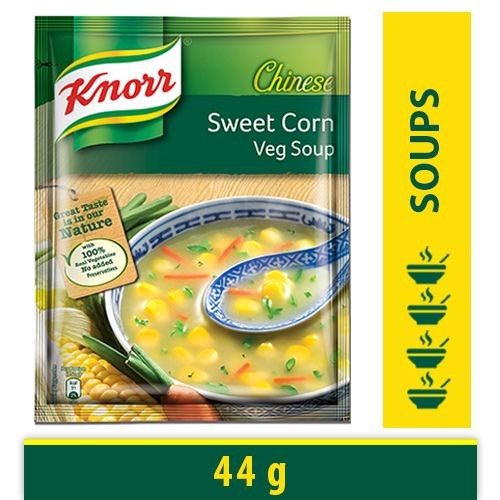 Knorr
Chinese
Sweet Corn
Veg Soup
Great Taste
is in our
Nature
with
100%
Real Vegetables
No added
Preservatives
SOUPS
44 g